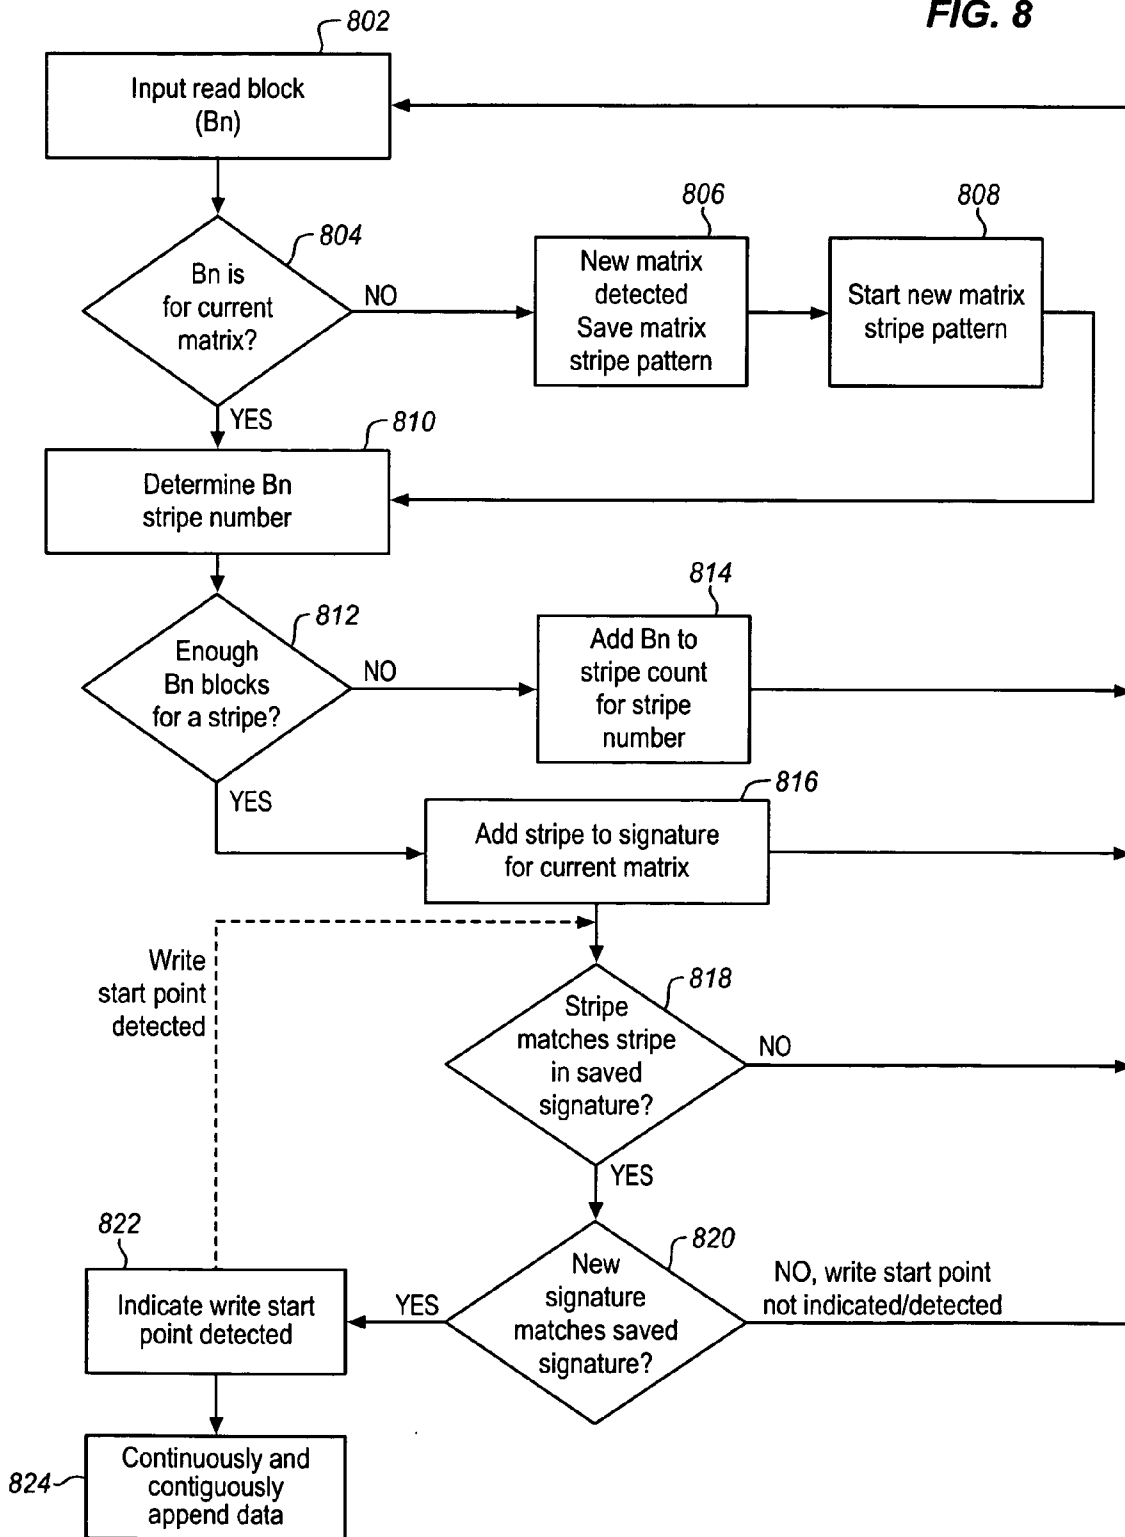 FIG. 8
802
Input read block
(Bn)
804
Bn is
for current
matrix?
NO
YES
806
New matrix
detected
Save matrix
stripe pattern
808
Start new matrix
stripe pattern
810
Determine Bn
stripe number
812
Enough
Bn blocks
for a stripe?
NO
YES
814
Add Bn to
stripe count
for stripe
number
816
Add stripe to signature
for current matrix
Write
start point
detected
818
Stripe
matches stripe
in saved
signature?
NO
YES
820
New
signature
matches saved
signature?
NO, write start point
not indicated/detected
YES
822
Indicate write start
point detected
824
Continuously and
contiguously
append data